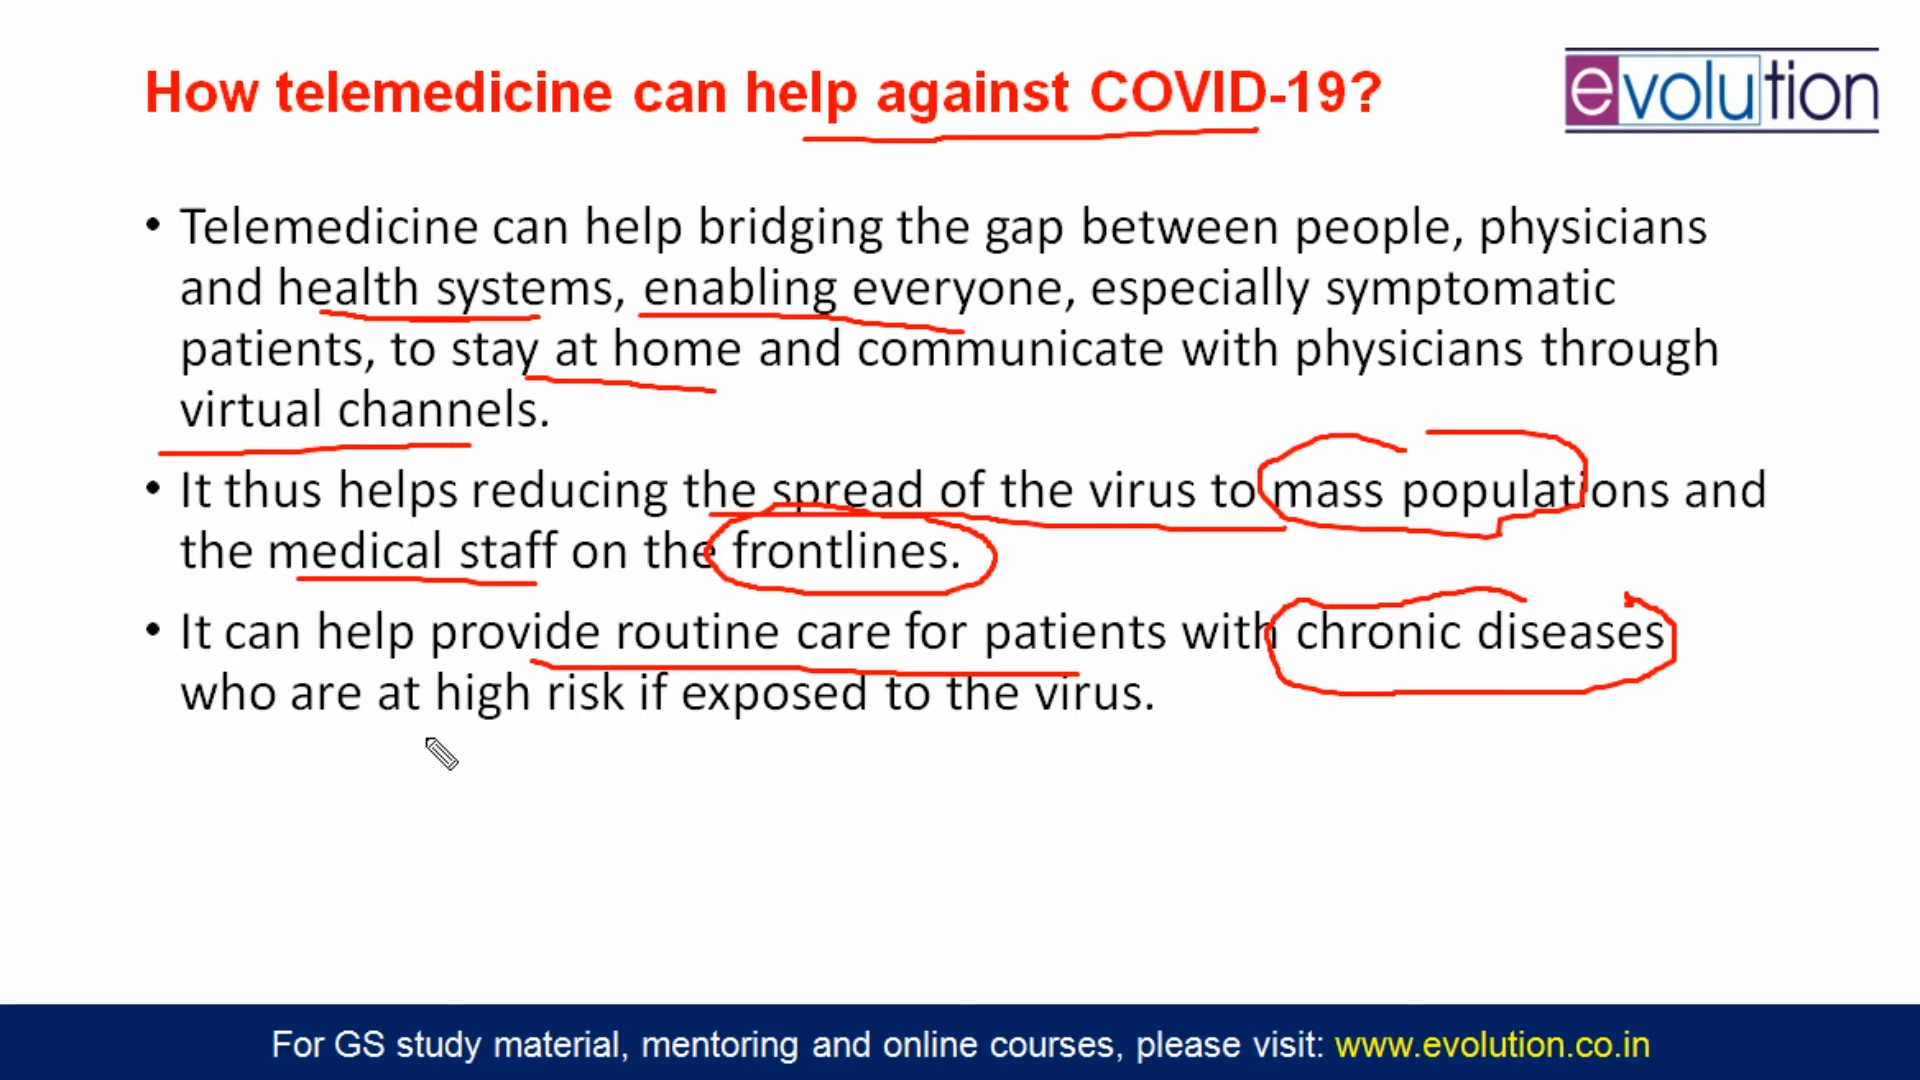 How telemedicine can help against COVID-19?
evolution
• Telemedicine can help bridging the gap between people, physicians
and health systems, enabling everyone, especially symptomatic
patients, to stay at home and communicate with physicians through
virtual channels.
• It thus helps reducing the spread of the virus to mass populations and
the medical staff on the frontlines.
• It can help provide routine care for patients with chronic diseases
who are at high risk if exposed to the virus.
For GS study material, mentoring and online courses, please visit: www.evolution.co.in